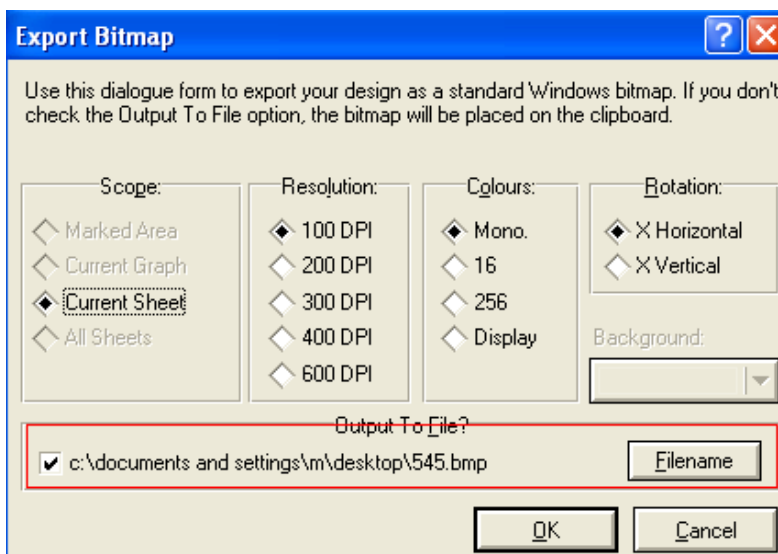 Export Bitmap
Use this dialogue form to export your design as a standard Windows bitmap. If you don't
check the Output To File option, the bitmap will be placed on the clipboard.
Scope:
Marked Area
Current Graph
Current Sheet
All Sheets
Resolution:
100 DPI
200 DPI
300 DPI
400 DPI
600 DPI
Colours:
Mono.
16
256
Display
Rotation:
X Horizontal
X Vertical
Background:
Output To File?
c:\documents and settings\m\desktop\545.bmp
Filename
OK
Cancel